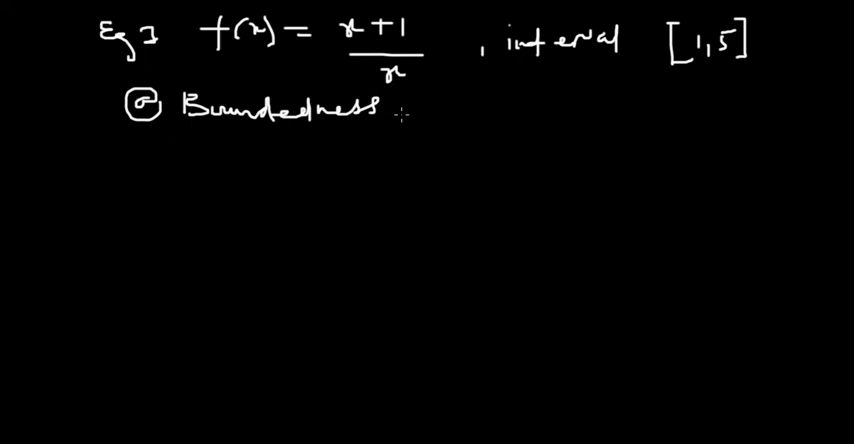 Eg 1 f(x) = x+1/x , interval [1,5]
ⓐ Boundedness